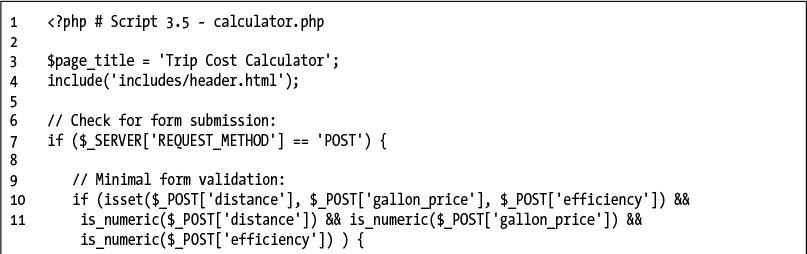 1 <?php # Script 3.5 - calculator.php
2
3 $page_title = 'Trip Cost Calculator';
4 include('includes/header.html');
5
6 // Check for form submission:
7 if ($_SERVER['REQUEST_METHOD'] == 'POST') {
8
9 // Minimal form validation:
10 if (isset($_POST['distance'], $_POST['gallon_price'], $_POST['efficiency']) &&
11 is_numeric($_POST['distance']) && is_numeric($_POST['gallon_price']) &&
is_numeric($_POST['efficiency']) ) {